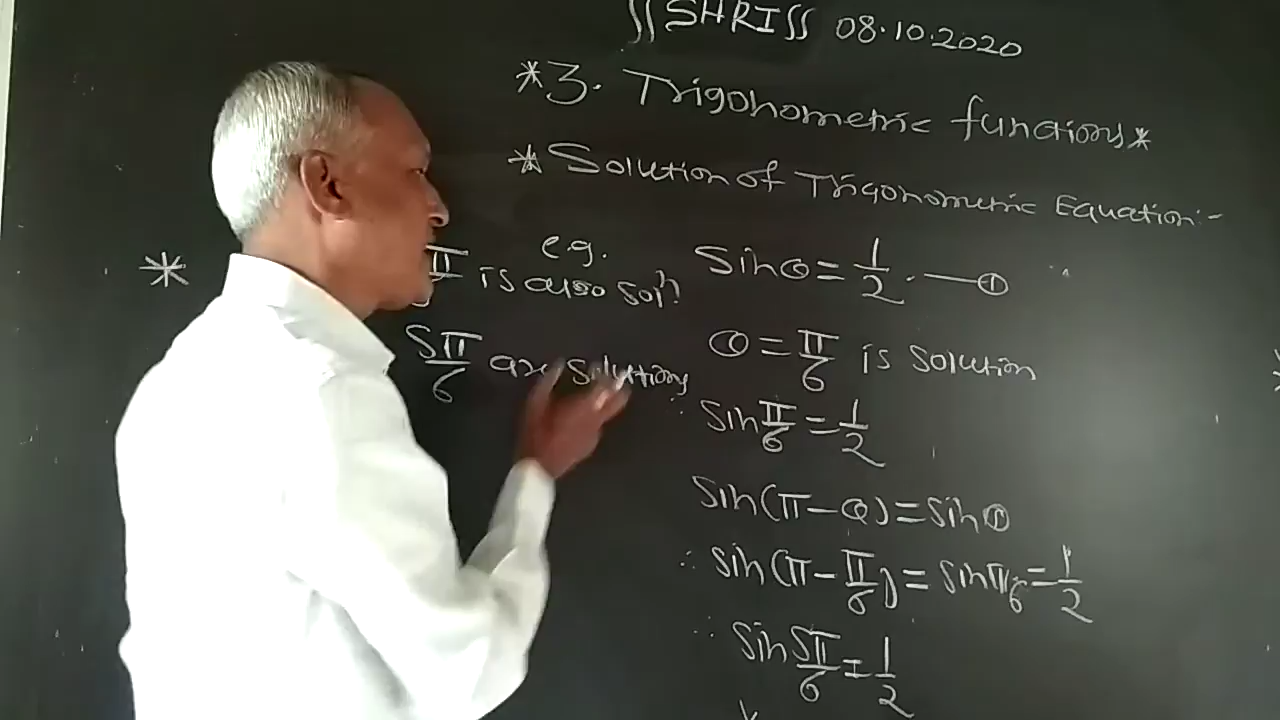 ॥SHRI॥ 08.10.2020
*3. Trigonometric functions*
*Solution of Trigonometric Equation:-
* π is also sol^n.
5π/6 are solutions
e.g. Sinθ = 1/2. — ①
θ = π/6 is solution
Sin π/6 = 1/2
Sin(π-θ) = Sinθ
∴ Sin(π - π/6) = Sin π/6 = 1/2
∴ Sin 5π/6 = 1/2